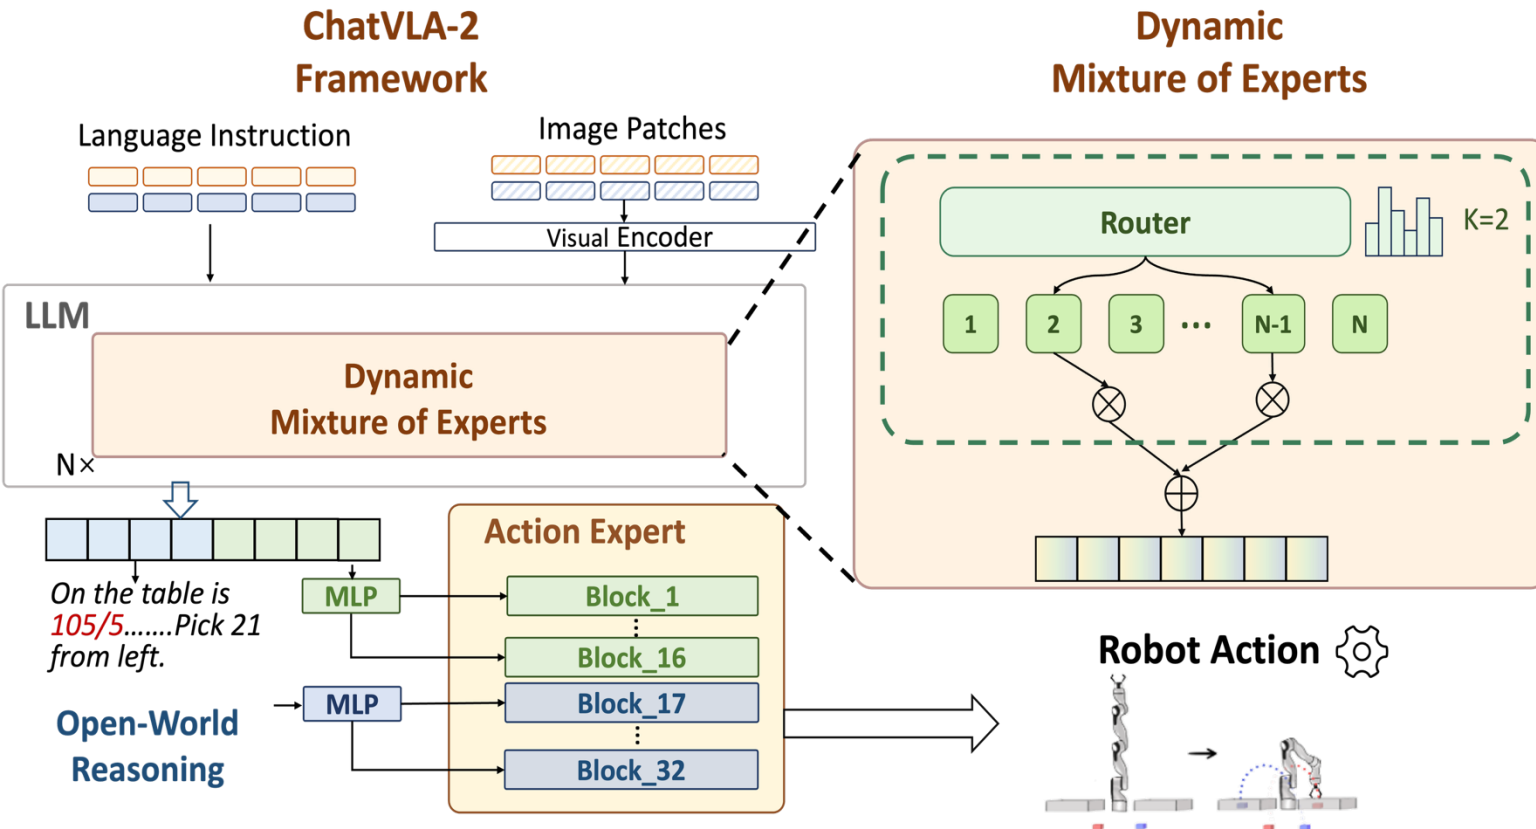 ChatVLA-2
Framework
Language Instruction
Image Patches
Visual Encoder
LLM
Dynamic
Mixture of Experts
N×
On the table is
105/5.......Pick 21
from left.
Open-World
Reasoning
MLP
MLP
Action Expert
Block_1
Block_16
Block_17
Block_32
Dynamic
Mixture of Experts
Router
K=2
1
2
3
...
N-1
N
Robot Action